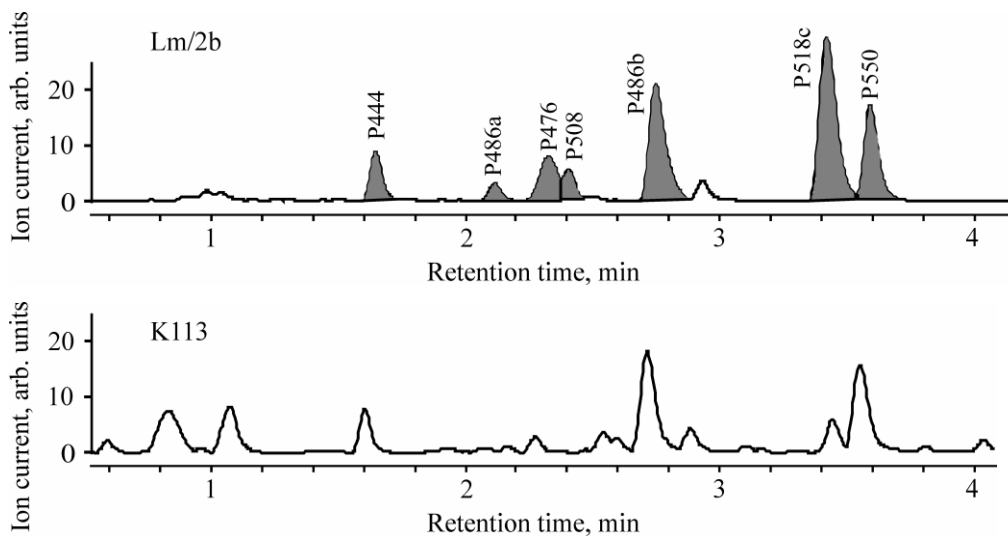 Lm/2b
Ion current, arb. units
20
10
0
P444
P486a
P476
P508
P486b
P518c
P550
1 2 3 4
Retention time, min
K113
Ion current, arb. units
20
10
0
1 2 3 4
Retention time, min